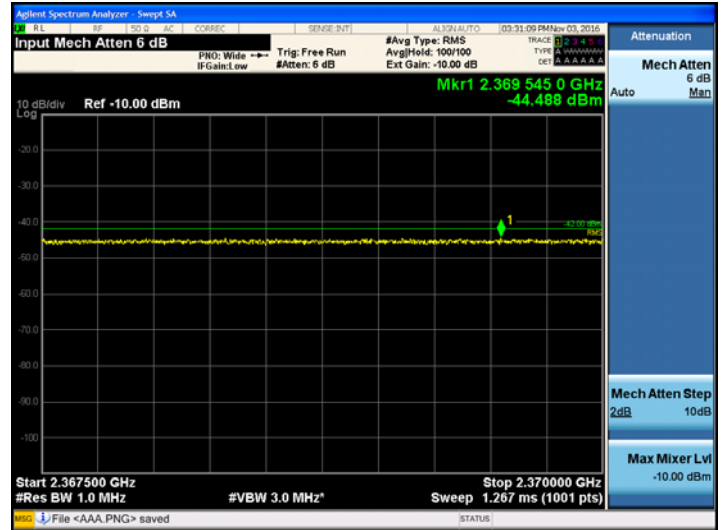 Agilent Spectrum Analyzer - Swept SA
RL RF 50 Ω AC CORREC SENSE:INT ALIGNAUTO 03:31:09 PM Nov 03, 2016
Input Mech Atten 6 dB
PNO: Wide
IFGain:Low
Trig: Free Run
#Atten: 6 dB
#Avg Type: RMS
Avg|Hold: 100/100
Ext Gain: -10.00 dB
TRACE 1 2 3 4 5 6
TYPE A
DET A A A A A A
Attenuation
Mech Atten
6 dB
Auto Man
Mkr1 2.369 545 0 GHz
-44.488 dBm
10 dB/div Ref -10.00 dBm
Log
-20.0
-30.0
-40.0
1
-42.00 dBm
RMS
-50.0
-60.0
-70.0
-80.0
-90.0
-100
Mech Atten Step
2dB 10dB
Max Mixer Lvl
-10.00 dBm
Start 2.367500 GHz Stop 2.370000 GHz
#Res BW 1.0 MHz #VBW 3.0 MHz* Sweep 1.267 ms (1001 pts)
MSG File <AAA.PNG> saved STATUS